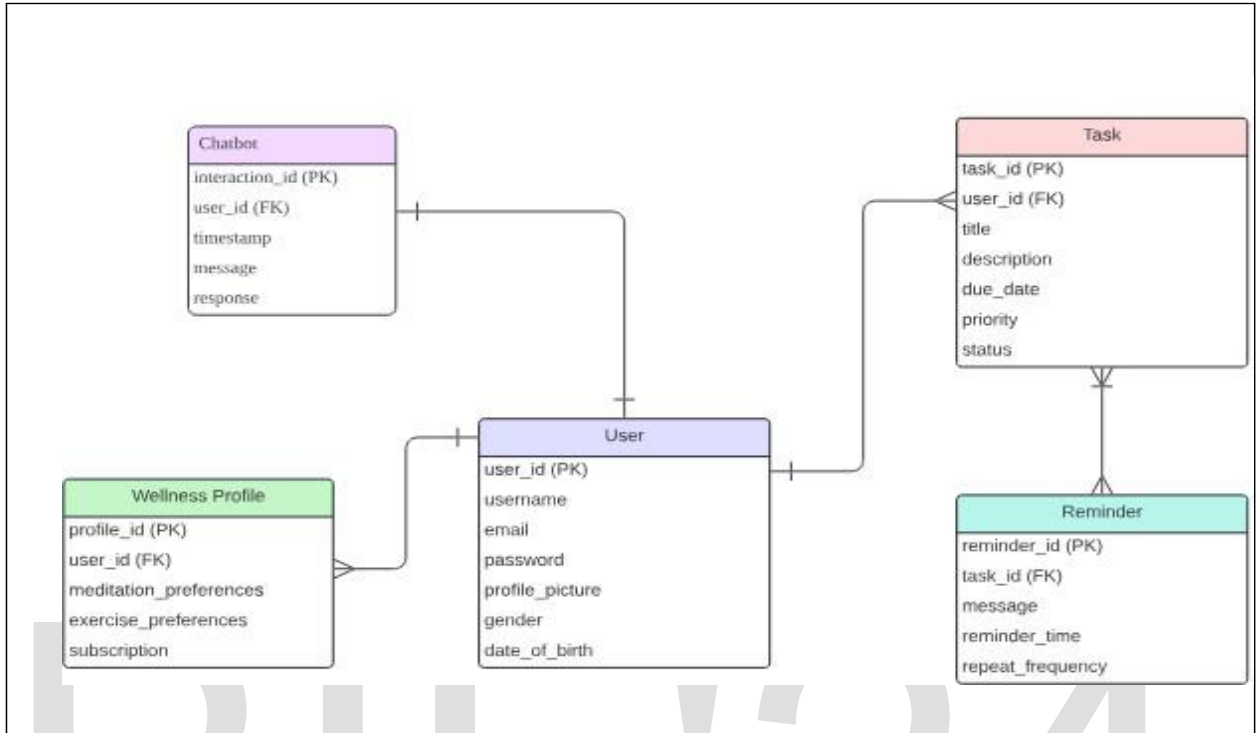 Chatbot
interaction_id (PK)
user_id (FK)
timestamp
message
response
Task
task_id (PK)
user_id (FK)
title
description
due_date
priority
status
User
user_id (PK)
username
email
password
profile_picture
gender
date_of_birth
Wellness Profile
profile_id (PK)
user_id (FK)
meditation_preferences
exercise_preferences
subscription
Reminder
reminder_id (PK)
task_id (FK)
message
reminder_time
repeat_frequency